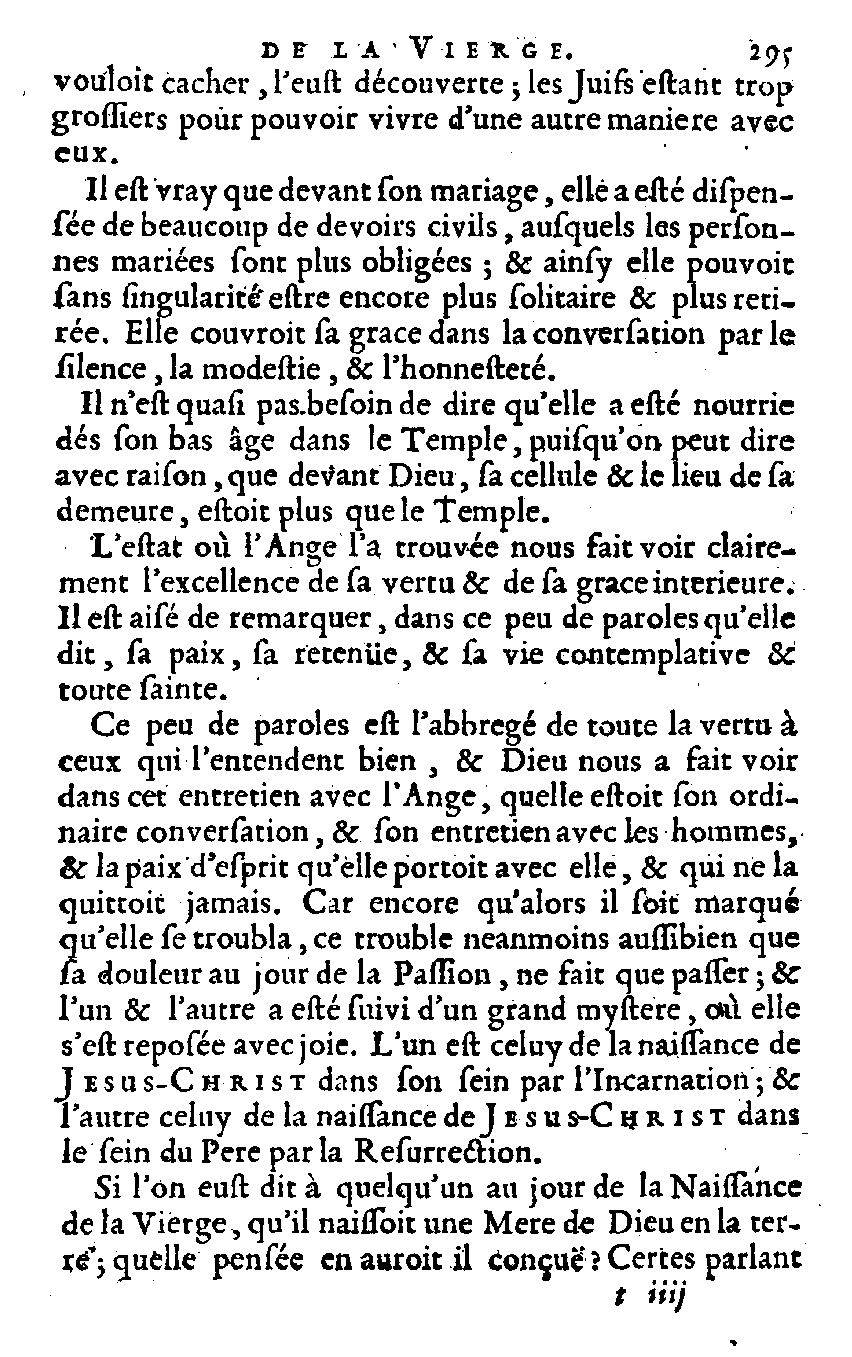 DE LA VIERGE. 295
vouloit cacher, l'euſt découverte; les Juifs eſtant trop
groſſiers pour pouvoir vivre d'une autre maniere avec
eux.
Il eſt vray que devant ſon mariage, elle a eſté diſpen-
ſée de beaucoup de devoirs civils, auſquels les perſon-
nes mariées ſont plus obligées; & ainſy elle pouvoit
ſans ſingularité eſtre encore plus ſolitaire & plus reti-
rée. Elle couvroit ſa grace dans la converſation par le
ſilence, la modeſtie, & l'honneſteté.
Il n'eſt quaſi pas beſoin de dire qu'elle a eſté nourrie
dés ſon bas âge dans le Temple, puiſqu'on peut dire
avec raiſon, que devant Dieu, ſa cellule & le lieu de ſa
demeure, eſtoit plus que le Temple.
L'eſtat où l'Ange l'a trouvée nous fait voir claire-
ment l'excellence de ſa vertu & de ſa grace interieure.
Il eſt aiſé de remarquer, dans ce peu de paroles qu'elle
dit, ſa paix, ſa retenüe, & ſa vie contemplative &
toute ſainte.
Ce peu de paroles eſt l'abbregé de toute la vertu à
ceux qui l'entendent bien, & Dieu nous a fait voir
dans cet entretien avec l'Ange, quelle eſtoit ſon ordi-
naire converſation, & ſon entretien avec les hommes,
& la paix d'eſprit qu'elle portoit avec elle, & qui ne la
quittoit jamais. Car encore qu'alors il ſoit marqué
qu'elle ſe troubla, ce trouble neanmoins auſſibien que
ſa douleur au jour de la Paſſion, ne fait que paſſer; &
l'un & l'autre a eſté ſuivi d'un grand myſtere, où elle
s'eſt repoſée avec joie. L'un eſt celuy de la naiſſance de
JESUS-CHRIST dans ſon ſein par l'Incarnation; &
l'autre celuy de la naiſſance de JESUS-CHRIST dans
le ſein du Pere par la Reſurrection.
Si l'on euſt dit à quelqu'un au jour de la Naiſſance
de la Vierge, qu'il naiſſoit une Mere de Dieu en la ter-
re; quelle penſée en auroit il conçuë? Certes parlant
t iiij